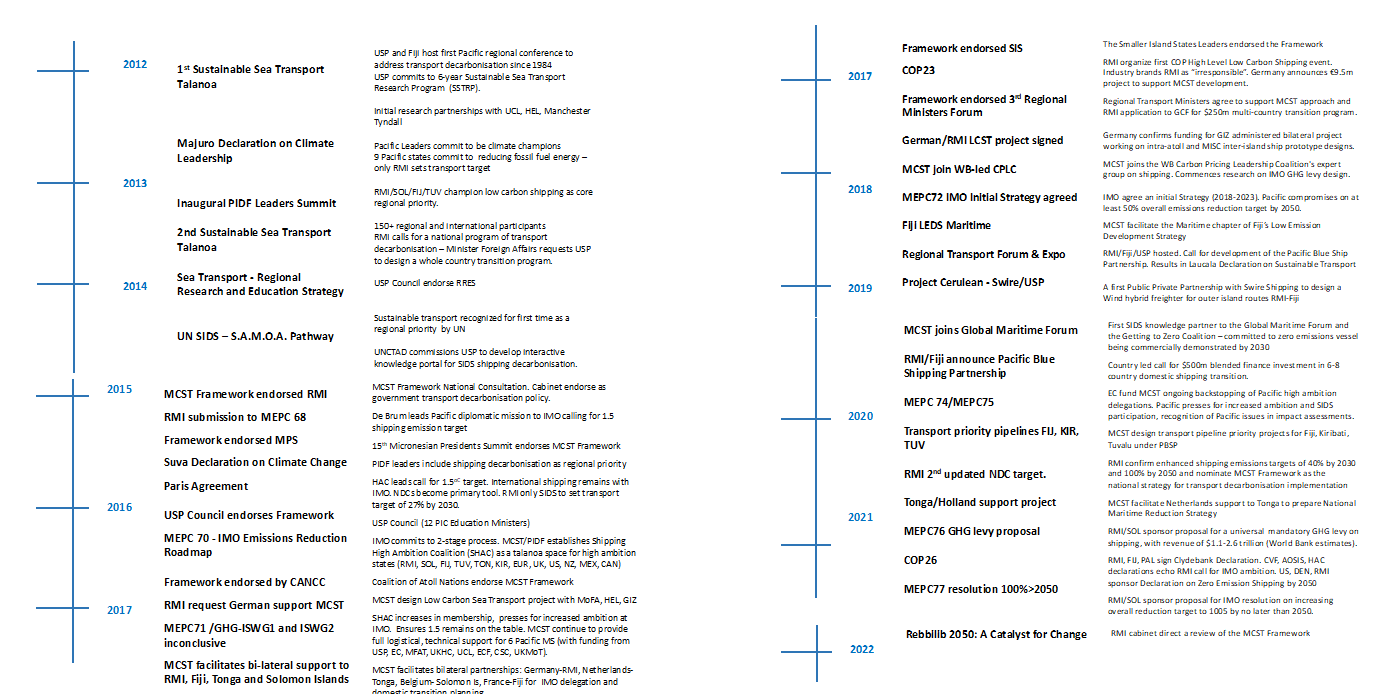 2012
1st Sustainable Sea Transport
Talanoa
USP and Fiji host first Pacific regional conference to
address transport decarbonisation since 1984
USP commits to 6-year Sustainable Sea Transport
Research Program (SSTRP).
Initial research partnerships with UCL, HEL, Manchester
Tyndall
Majuro Declaration on Climate
Leadership
Pacific Leaders commit to be climate champions
9 Pacific states commit to reducing fossil fuel energy –
only RMI sets transport target
2013
Inaugural PIDF Leaders Summit
RMI/SOL/FIJ/TUV champion low carbon shipping as core
regional priority.
2nd Sustainable Sea Transport
Talanoa
150+ regional and International participants
RMI calls for a national program of transport
decarbonisation – Minister Foreign Affairs requests USP
to design a whole country transition program.
2014
Sea Transport - Regional
Research and Education Strategy
USP Council endorse RRES
UN SIDS – S.A.M.O.A. Pathway
Sustainable transport recognized for first time as a
regional priority by UN
UNCTAD commissions USP to develop interactive
knowledge portal for SIDS shipping decarbonisation.
2015
MCST Framework endorsed RMI
MCST Framework National Consultation. Cabinet endorse as
government transport decarbonisation policy.
RMI submission to MEPC 68
De Brum leads Pacific diplomatic mission to IMO calling for 1.5
shipping emission target
Framework endorsed MPS
15th Micronesian Presidents Summit endorses MCST Framework
Suva Declaration on Climate Change
PIDF leaders include shipping decarbonisation as regional priority
Paris Agreement
HAC leads call for 1.5oC target. International shipping remains with
IMO. NDCs become primary tool. RMI only SIDS to set transport
target of 27% by 2030.
2016
USP Council endorses Framework
USP Council (12 PIC Education Ministers)
MEPC 70 - IMO Emissions Reduction
Roadmap
IMO commits to 2-stage process. MCST/PIDF establishes Shipping
High Ambition Coalition (SHAC) as a talanoa space for high ambition
states (RMI, SOL, FIJ, TUV, TON, KIR, EUR, UK, US, NZ, MEX, CAN)
Framework endorsed by CANCC
Coalition of Atoll Nations endorse MCST Framework
2017
RMI request German support MCST
MCST design Low Carbon Sea Transport project with MoFA, HEL, GIZ
MEPC71 /GHG-ISWG1 and ISWG2
inconclusive
SHAC increases in membership, presses for increased ambition at
IMO. Ensures 1.5 remains on the table. MCST continue to provide
full logistical, technical support for 6 Pacific MS (with funding from
USP, EC, MFAT, UKHC, UCL, ECF, CSC, UKMoT).
MCST facilitates bi-lateral support to
RMI, Fiji, Tonga and Solomon Islands
MCST facilitates bilateral partnerships: Germany-RMI, Netherlands-
Tonga, Belgium- Solomon Is, France-Fiji for IMO delegation and
domestic transition planning
Framework endorsed SIS
The Smaller Island States Leaders endorsed the Framework
2017
COP23
RMI organize first COP High Level Low Carbon Shipping event.
Industry brands RMI as “irresponsible”. Germany announces €9.5m
project to support MCST development.
Framework endorsed 3rd Regional
Ministers Forum
Regional Transport Ministers agree to support MCST approach and
RMI application to GCF for $250m multi-country transition program.
German/RMI LCST project signed
Germany confirms funding for GIZ administered bilateral project
working on intra-atoll and MISC inter-island ship prototype designs.
MCST join WB-led CPLC
MCST joins the WB Carbon Pricing Leadership Coalition's expert
group on shipping. Commences research on IMO GHG levy design.
2018
MEPC72 IMO Initial Strategy agreed
IMO agree an initial Strategy (2018-2023). Pacific compromises on at
least 50% overall emissions reduction target by 2050.
Fiji LEDS Maritime
MCST facilitate the Maritime chapter of Fiji's Low Emission
Development Strategy
Regional Transport Forum & Expo
RMI/Fiji/USP hosted. Call for development of the Pacific Blue Ship
Partnership. Results in Laucala Declaration on Sustainable Transport
2019
Project Cerulean - Swire/USP
A first Public Private Partnership with Swire Shipping to design a
Wind hybrid freighter for outer island routes RMI-Fiji
MCST joins Global Maritime Forum
First SIDS knowledge partner to the Global Maritime Forum and
the Getting to Zero Coalition – committed to zero emissions vessel
being commercially demonstrated by 2030
RMI/Fiji announce Pacific Blue
Shipping Partnership
Country led call for $500m blended finance investment in 6-8
country domestic shipping transition.
MEPC 74/MEPC75
EC fund MCST ongoing backstopping of Pacific high ambition
delegations. Pacific presses for increased ambition and SIDS
participation, recognition of Pacific issues in impact assessments.
2020
Transport priority pipelines FIJ, KIR,
TUV
MCST design transport pipeline priority projects for Fiji, Kiribati,
Tuvalu under PBSP
RMI 2nd updated NDC target.
RMI confirm enhanced shipping emissions targets of 40% by 2030
and 100% by 2050 and nominate MCST Framework as the
national strategy for transport decarbonisation implementation
Tonga/Holland support project
MCST facilitate Netherlands support to Tonga to prepare National
Maritime Reduction Strategy
2021
MEPC76 GHG levy proposal
RMI/SOL sponsor proposal for a universal mandatory GHG levy on
shipping, with revenue of $1.1-2.6 trillion (World Bank estimates).
COP26
RMI, FIJ, PAL sign Clydebank Declaration. CVF, AOSIS, HAC
declarations echo RMI call for IMO ambition. US, DEN, RMI
sponsor Declaration on Zero Emission Shipping by 2050
MEPC77 resolution 100%>2050
RMI/SOL sponsor proposal for IMO resolution on increasing
overall reduction target to 1005 by no later than 2050.
Rebbilib 2050: A Catalyst for Change
RMI cabinet direct a review of the MCST Framework
2022